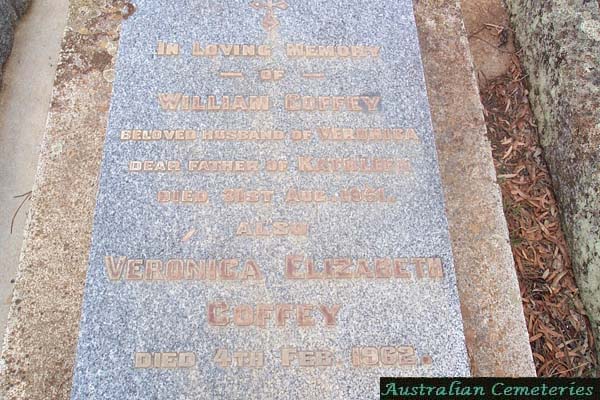 In Loving Memory
— OF —
William Coffey
BELOVED HUSBAND OF VERONICA
DEAR FATHER OF KATHLEEN
DIED 31ST AUG. 1951.
ALSO
VERONICA ELIZABETH
COFFEY
DIED 4TH FEB. 1962.
Australian Cemeteries